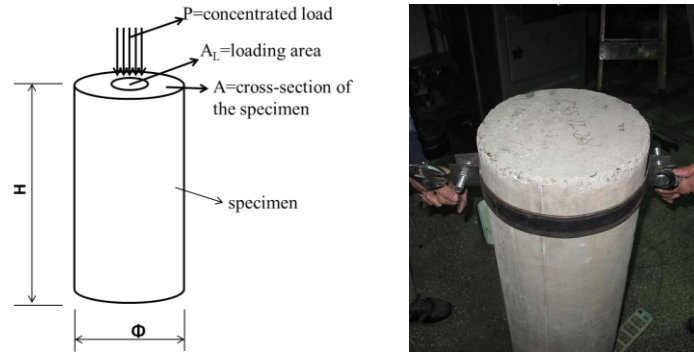 P=concentrated load
A_L=loading area
A=cross-section of
the specimen
H
specimen
Φ